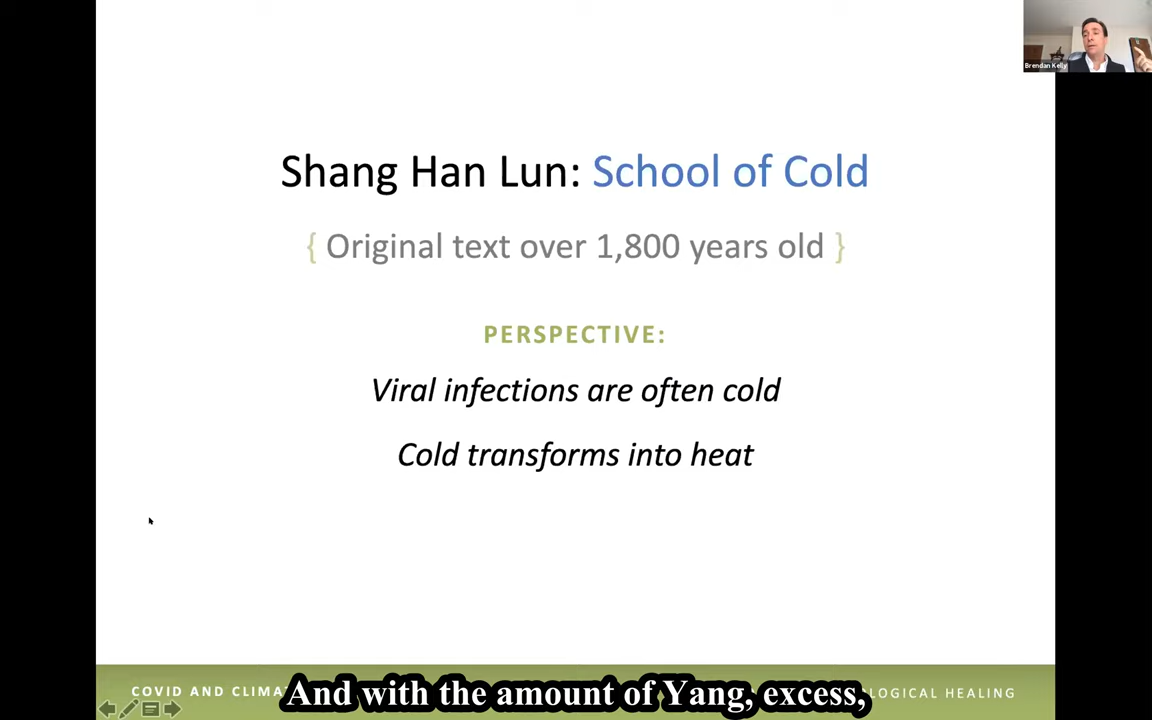 Brendan Kelly
Shang Han Lun: School of Cold
{ Original text over 1,800 years old }
PERSPECTIVE:
Viral infections are often cold
Cold transforms into heat
COVID AND CLIMA
And with the amount of Yang, excess,
OLOGICAL HEALING